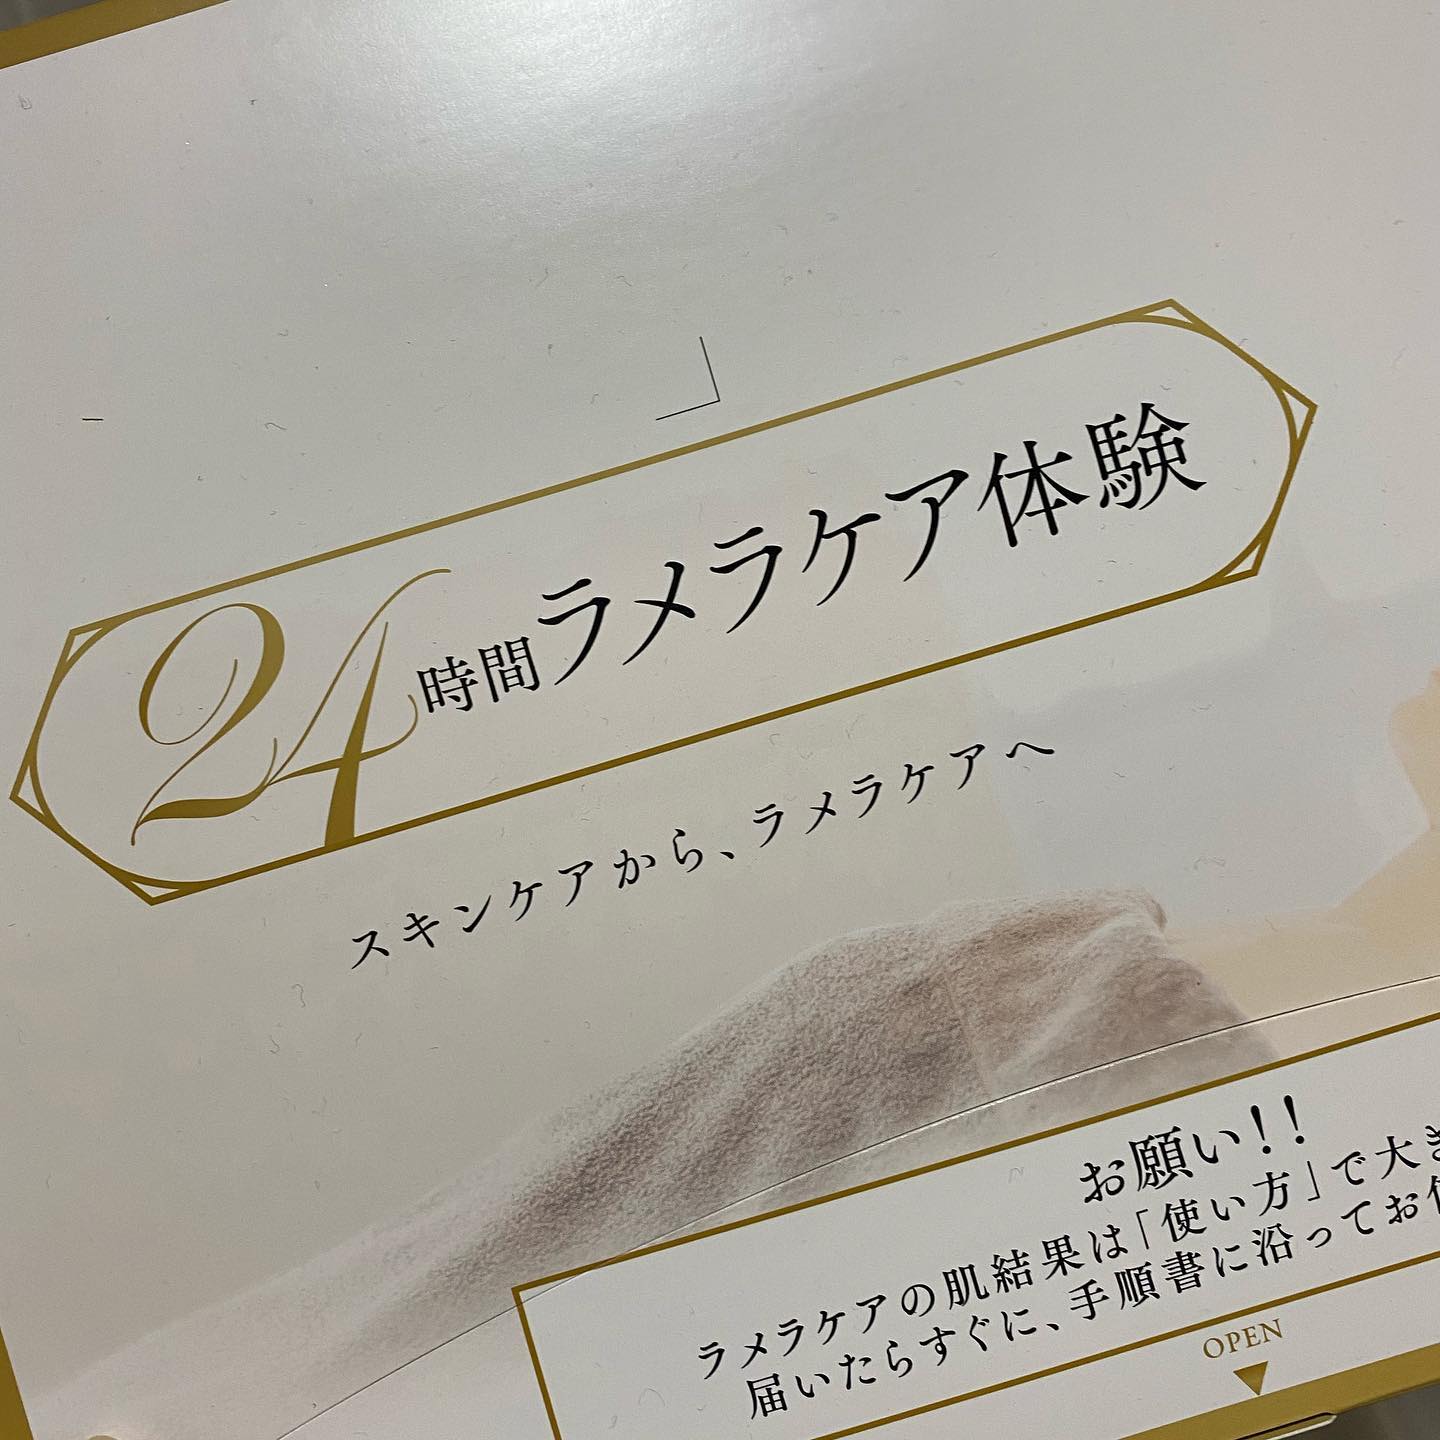 24時間ラメラケア体験
スキンケアから、ラメラケアへ
お願い!!
ラメラケアの肌結果は「使い方」で大き
届いたらすぐに、手順書に沿ってお使
OPEN